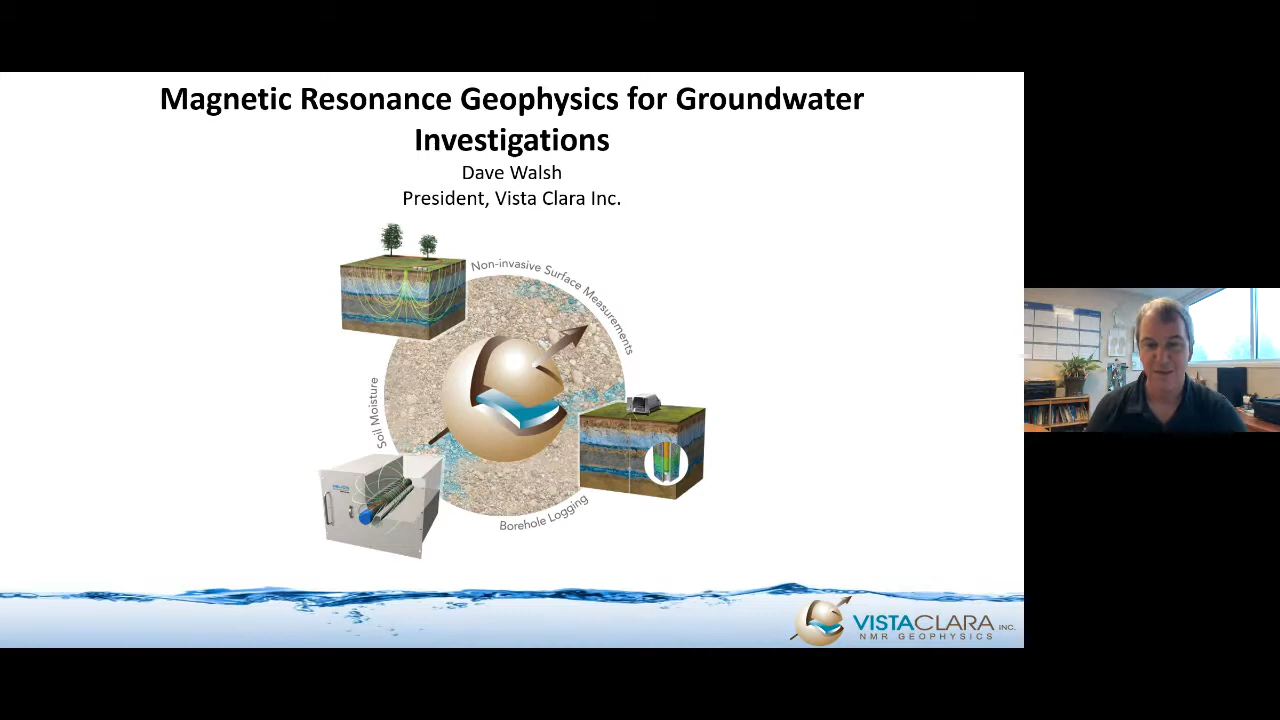 Magnetic Resonance Geophysics for Groundwater
Investigations
Dave Walsh
President, Vista Clara Inc.
Non-invasive Surface Measurements
Soil Moisture
Borehole Logging
VISTACLARA INC.
NMR GEOPHYSICS